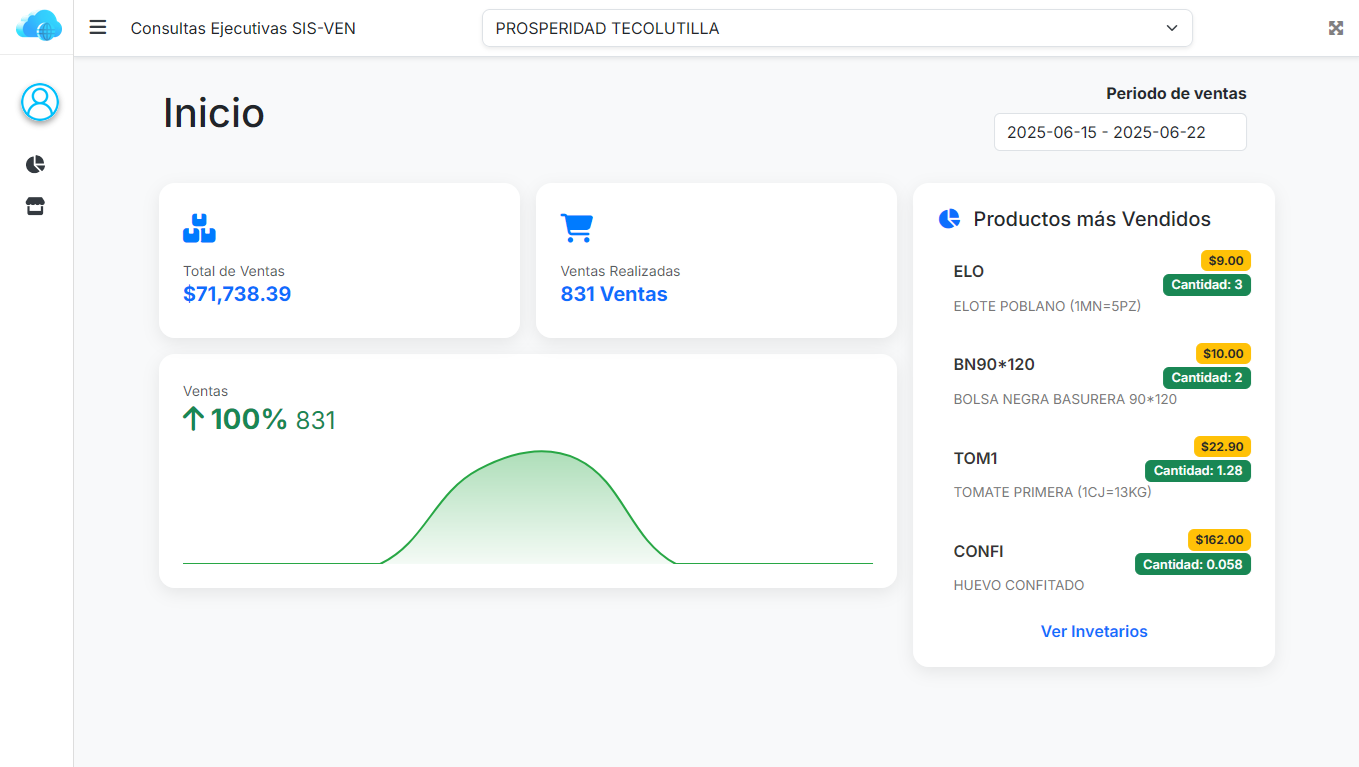 Consultas Ejecutivas SIS-VEN
PROSPERIDAD TECOLUTILLA
Inicio
Periodo de ventas
2025-06-15 - 2025-06-22
Total de Ventas
$71,738.39
Ventas Realizadas
831 Ventas
Ventas
100% 831
Productos más Vendidos
ELO
$9.00
Cantidad: 3
ELOTE POBLANO (1MN=5PZ)
BN90*120
$10.00
Cantidad: 2
BOLSA NEGRA BASURERA 90*120
TOM1
$22.90
Cantidad: 1.28
TOMATE PRIMERA (1CJ=13KG)
CONFI
$162.00
Cantidad: 0.058
HUEVO CONFITADO
Ver Invetarios